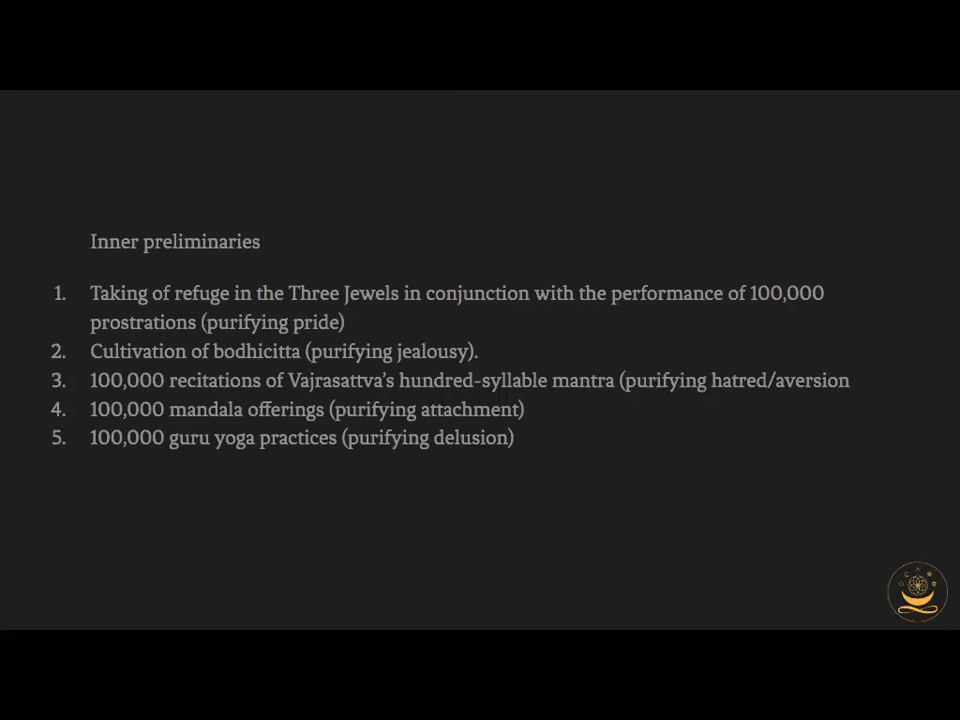 Inner preliminaries
1. Taking of refuge in the Three Jewels in conjunction with the performance of 100,000
prostrations (purifying pride)
2. Cultivation of bodhicitta (purifying jealousy).
3. 100,000 recitations of Vajrasattva’s hundred-syllable mantra (purifying hatred/aversion
4. 100,000 mandala offerings (purifying attachment)
5. 100,000 guru yoga practices (purifying delusion)